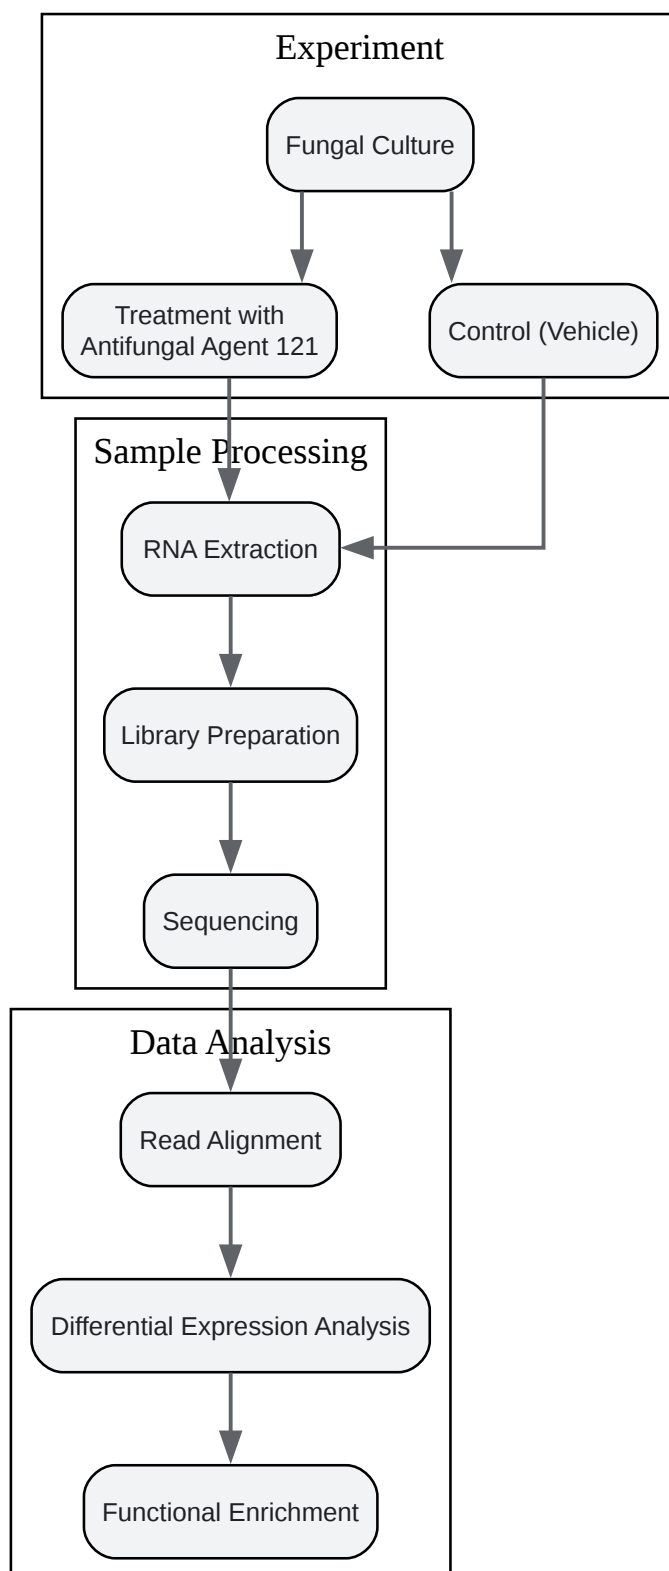 Experiment
Fungal Culture
Treatment with
Antifungal Agent 121
Control (Vehicle)
Sample Processing
RNA Extraction
Library Preparation
Sequencing
Data Analysis
Read Alignment
Differential Expression Analysis
Functional Enrichment